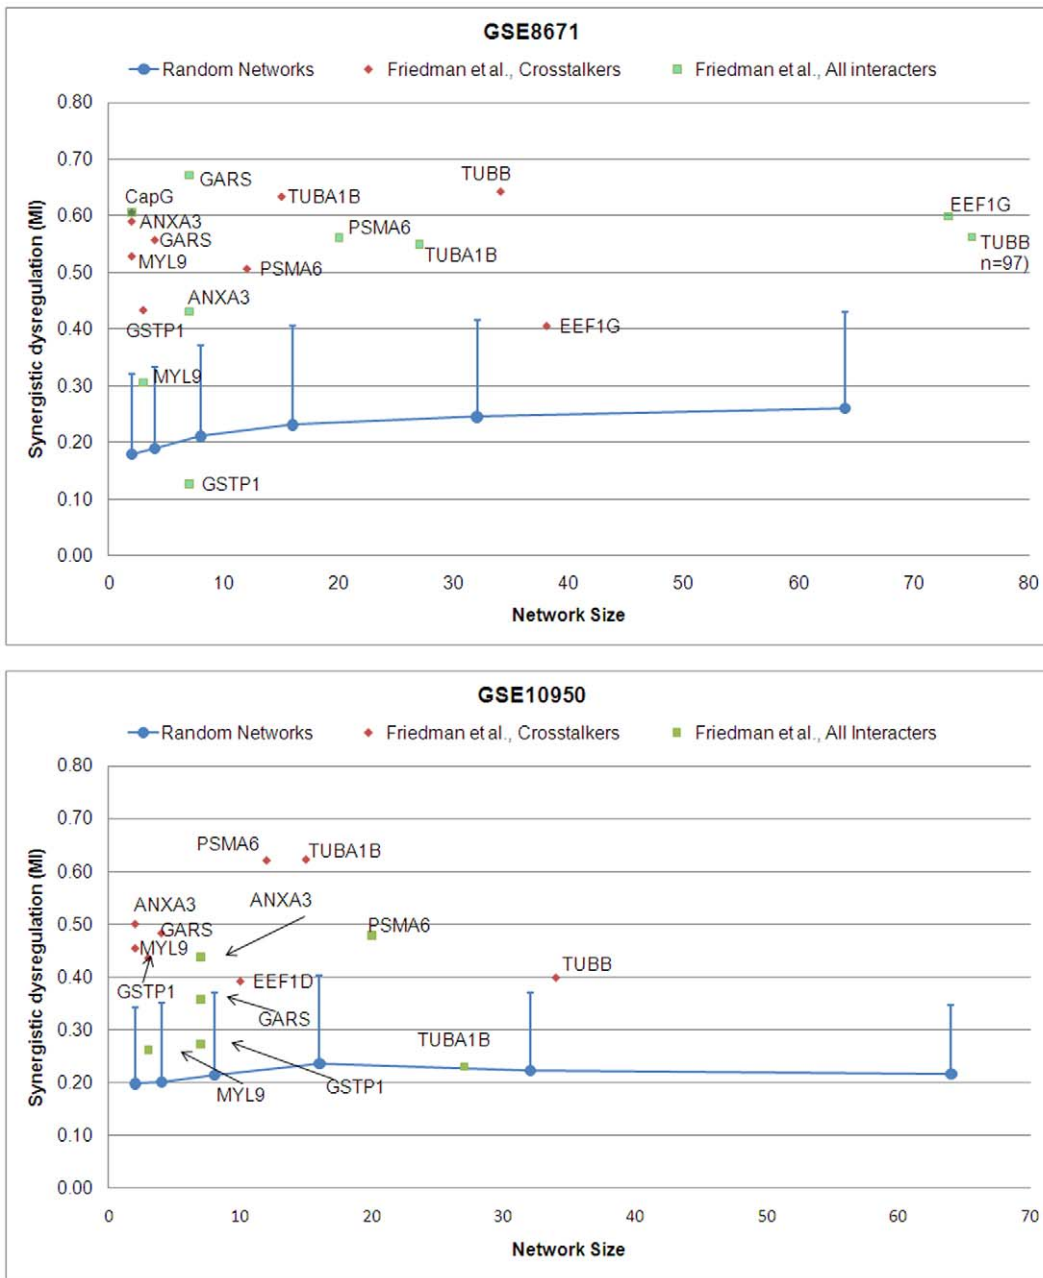 GSE8671
Random Networks Friedman et al., Crosstalkers Friedman et al., All interacters
0.80
0.70
0.60
0.50
0.40
0.30
0.20
0.10
0.00
Synergistic dysregulation (MI)
GARS
TUBB
CapG
TUBA1B
EEF1G
ANXA3
PSMA6
GARS
TUBA1B
TUBB
n=97)
MYL9
PSMA6
ANXA3
GSTP1
EEF1G
MYL9
GSTP1
0 10 20 30 40 50 60 70 80
Network Size
GSE10950
Random Networks Friedman et al., Crosstalkers Friedman et al., All Interacters
0.80
0.70
0.60
0.50
0.40
0.30
0.20
0.10
0.00
Synergistic dysregulation (MI)
PSMA6
TUBA1B
ANXA3
ANXA3
GARS
PSMA6
MYL9
TUBB
GSTP1
EEF1D
GARS
TUBA1B
GSTP1
MYL9
0 10 20 30 40 50 60 70
Network Size